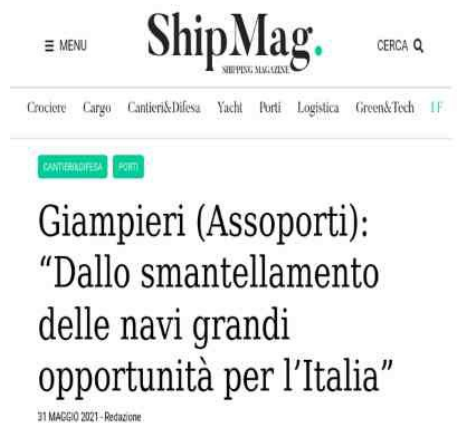 ≡ MENU
ShipMag.
SHIPPING MAGAZINE
CERCA
Crociere Cargo Cantieri&Difesa Yacht Porti Logistica Green&Tech I F
CANTIERI&DIFESA PORTI
Giampieri (Assoporti):
“Dallo smantellamento
delle navi grandi
opportunità per l’Italia”
31 MAGGIO 2021 - Redazione